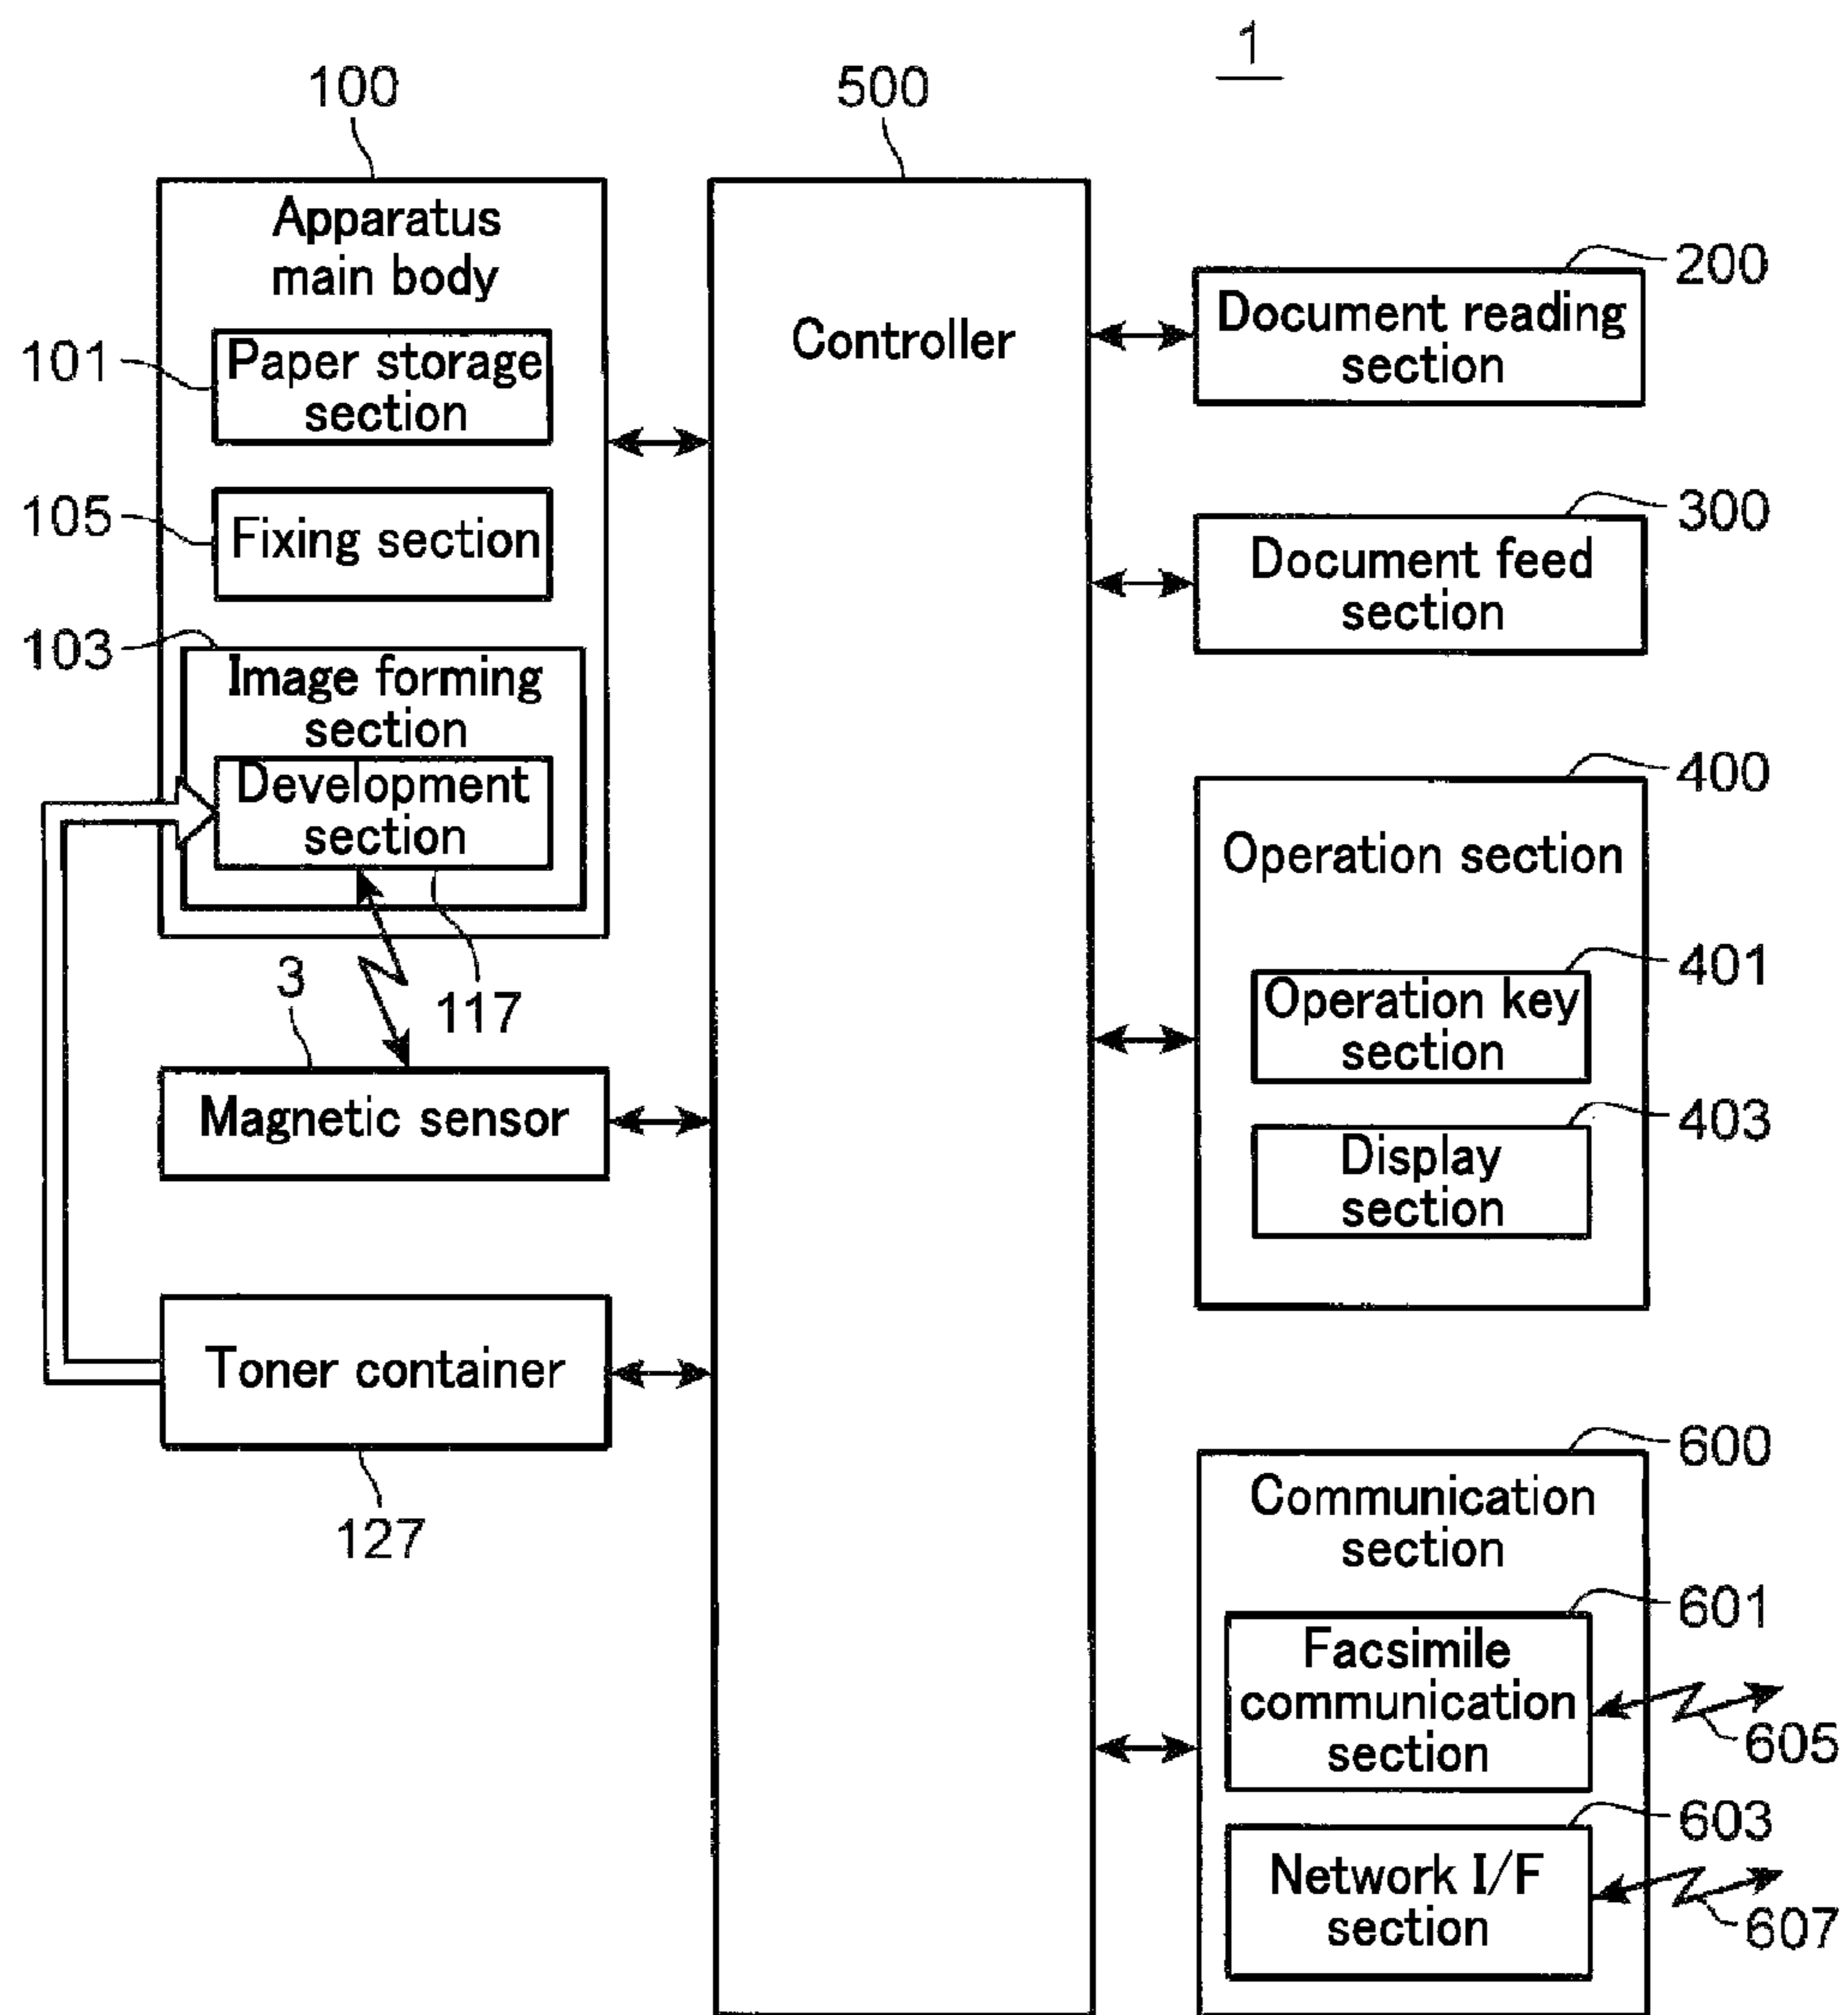 1
100
500
Apparatus
main body
101
Paper storage
section
105
Fixing section
103
Image forming
section
Development
section
117
3
Magnetic sensor
Toner container
127
Controller
200
Document reading
section
300
Document feed
section
400
Operation section
401
Operation key
section
403
Display
section
600
Communication
section
601
Facsimile
communication
section
605
603
Network I/F
section
607